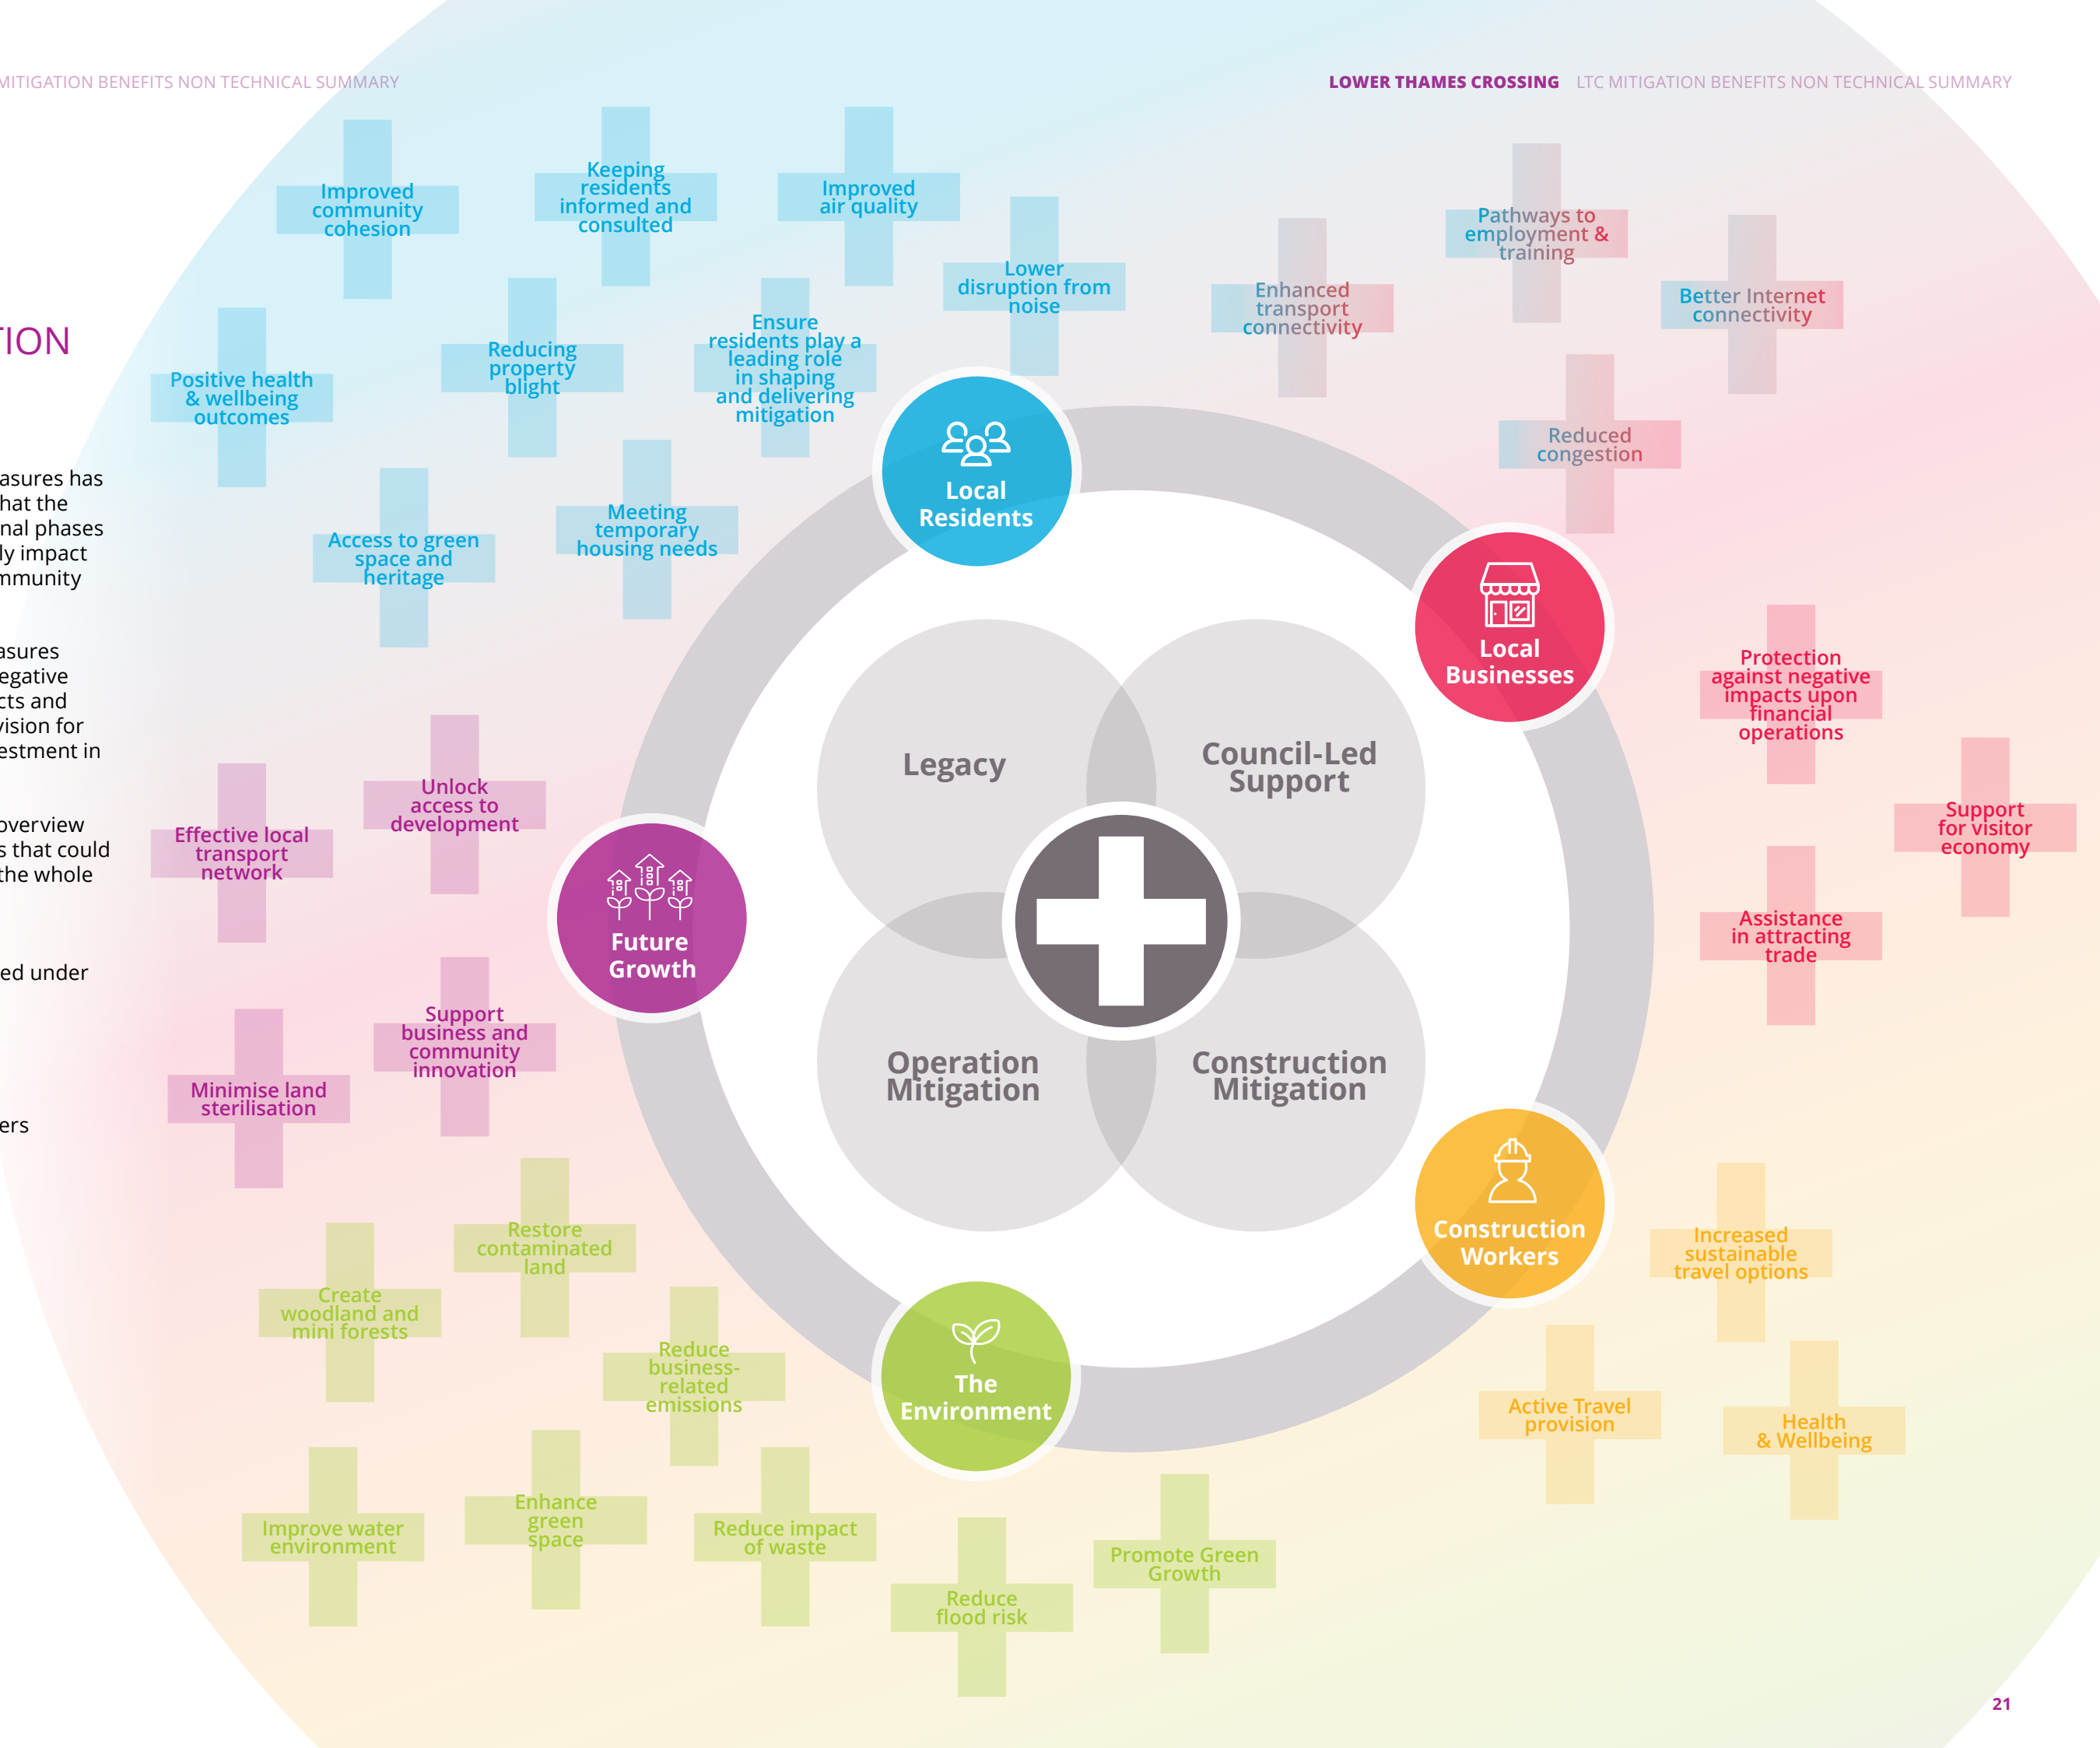 MITIGATION BENEFITS NON TECHNICAL SUMMARY
LOWER THAMES CROSSING LTC MITIGATION BENEFITS NON TECHNICAL SUMMARY
TION
asures has
hat the
nal phases
ly impact
mmunity
asures
egative
cts and
vision for
estment in
overview
s that could
the whole
ed under
ers
Improved
community
cohesion
Keeping
residents
informed and
consulted
Improved
air quality
Lower
disruption from
noise
Positive health
& wellbeing
outcomes
Reducing
property
blight
Ensure
residents play a
leading role
in shaping
and delivering
mitigation
Access to green
space and
heritage
Meeting
temporary
housing needs
Enhanced
transport
connectivity
Pathways to
employment &
training
Better Internet
connectivity
Reduced
congestion
Local
Residents
Local
Businesses
Protection
against negative
impacts upon
financial
operations
Support
for visitor
economy
Assistance
in attracting
trade
Legacy
Council-Led
Support
Operation
Mitigation
Construction
Mitigation
Unlock
access to
development
Effective local
transport
network
Future
Growth
Support
business and
community
innovation
Minimise land
sterilisation
Construction
Workers
Increased
sustainable
travel options
Active Travel
provision
Health
& Wellbeing
The
Environment
Restore
contaminated
land
Create
woodland and
mini forests
Reduce
business-
related
emissions
Improve water
environment
Enhance
green
space
Reduce impact
of waste
Reduce
flood risk
Promote Green
Growth
21